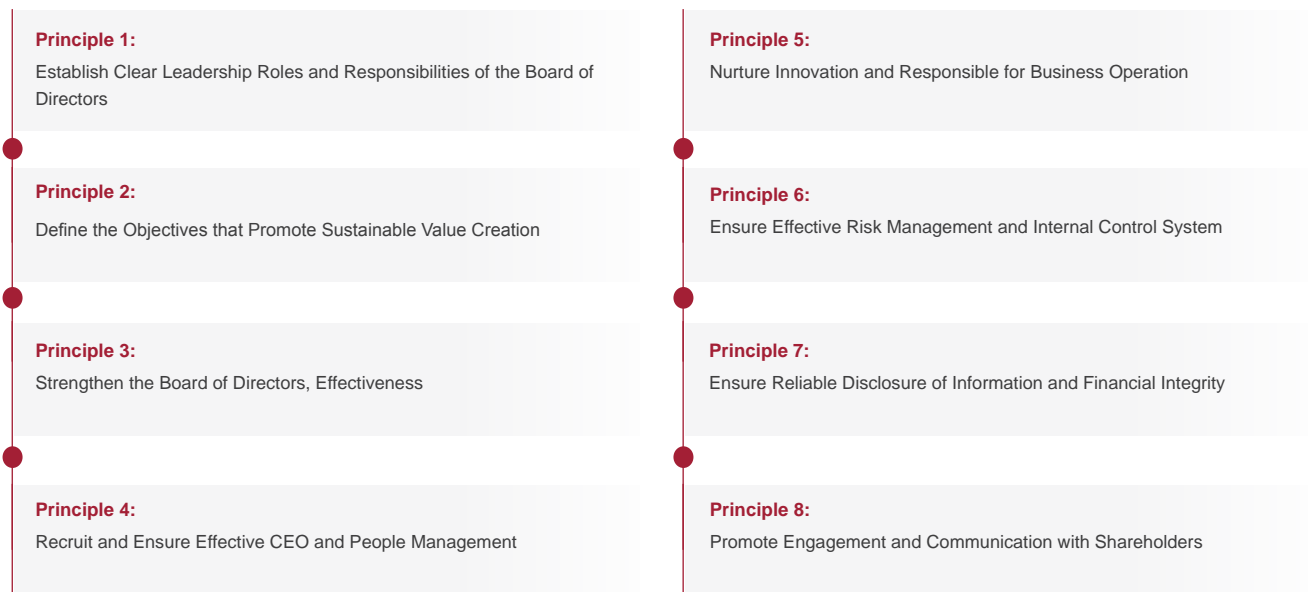 Principle 1:
Establish Clear Leadership Roles and Responsibilities of the Board of
Directors
Principle 2:
Define the Objectives that Promote Sustainable Value Creation
Principle 3:
Strengthen the Board of Directors, Effectiveness
Principle 4:
Recruit and Ensure Effective CEO and People Management
Principle 5:
Nurture Innovation and Responsible for Business Operation
Principle 6:
Ensure Effective Risk Management and Internal Control System
Principle 7:
Ensure Reliable Disclosure of Information and Financial Integrity
Principle 8:
Promote Engagement and Communication with Shareholders